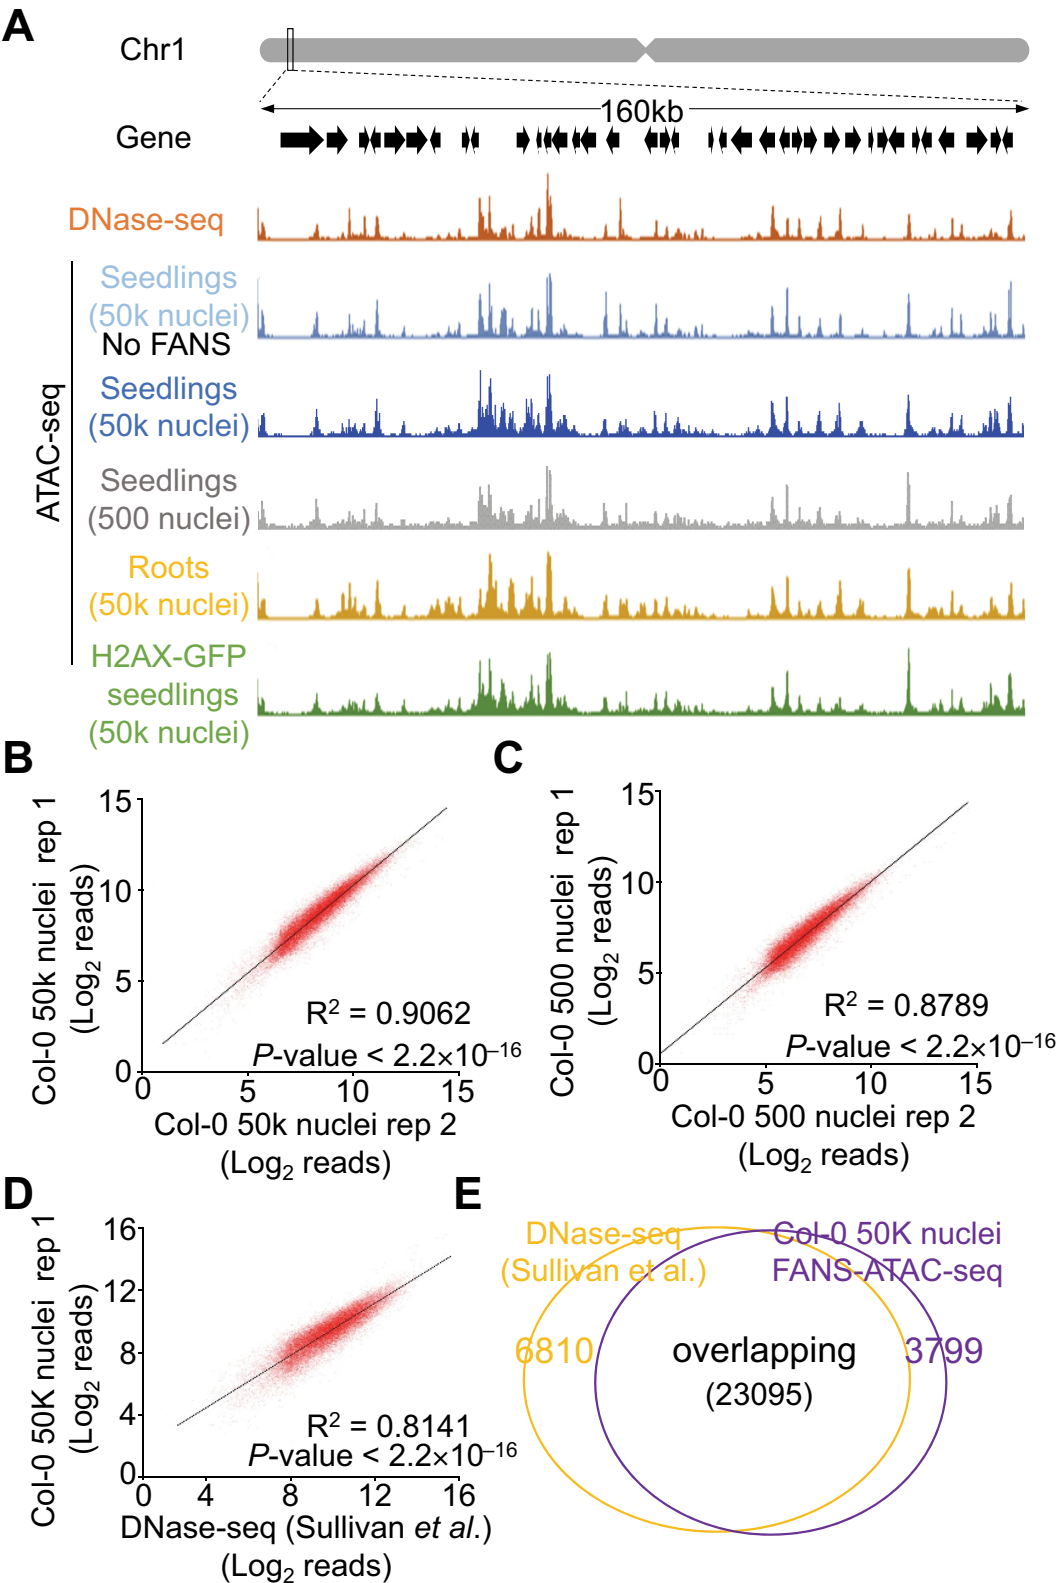 A
Chr1
160kb
Gene
DNase-seq
ATAC-seq
Seedlings
(50k nuclei)
No FANS
Seedlings
(50k nuclei)
Seedlings
(500 nuclei)
Roots
(50k nuclei)
H2AX-GFP
seedlings
(50k nuclei)
B
Col-0 50k nuclei rep 1
(Log2 reads)
15
10
5
0
R² = 0.9062
P-value < 2.2×10⁻¹⁶
0 5 10 15
Col-0 50k nuclei rep 2
(Log2 reads)
C
Col-0 500 nuclei rep 1
(Log2 reads)
15
10
5
0
R² = 0.8789
P-value < 2.2×10⁻¹⁶
0 5 10 15
Col-0 500 nuclei rep 2
(Log2 reads)
D
Col-0 50K nuclei rep 1
(Log2 reads)
16
12
8
4
0
R² = 0.8141
P-value < 2.2×10⁻¹⁶
0 4 8 12 16
DNase-seq (Sullivan et al.)
(Log2 reads)
E
DNase-seq
(Sullivan et al.)
Col-0 50K nuclei
FANS-ATAC-seq
6810
overlapping
(23095)
3799